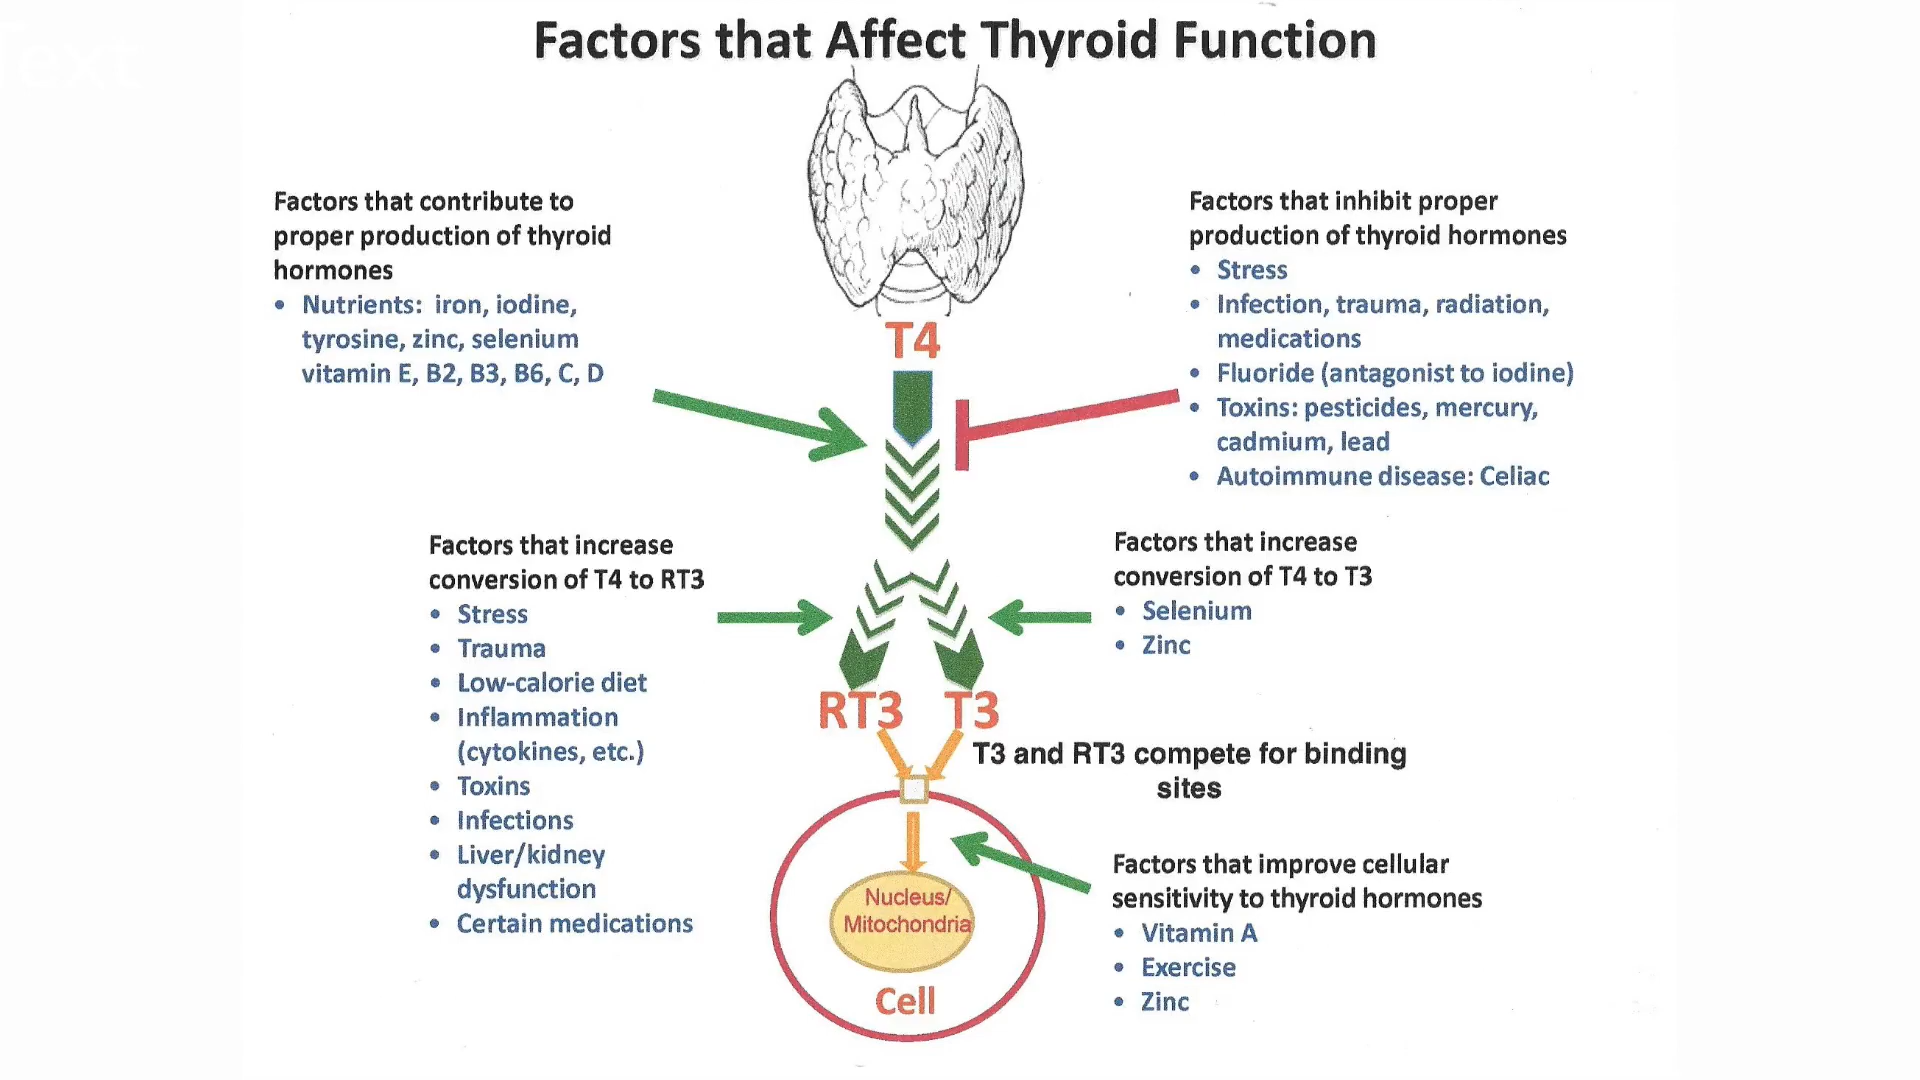 Text
Factors that Affect Thyroid Function
Factors that contribute to
proper production of thyroid
hormones
• Nutrients: iron, iodine,
tyrosine, zinc, selenium
vitamin E, B2, B3, B6, C, D
Factors that inhibit proper
production of thyroid hormones
• Stress
• Infection, trauma, radiation,
medications
• Fluoride (antagonist to iodine)
• Toxins: pesticides, mercury,
cadmium, lead
• Autoimmune disease: Celiac
T4
Factors that increase
conversion of T4 to RT3
• Stress
• Trauma
• Low-calorie diet
• Inflammation
(cytokines, etc.)
• Toxins
• Infections
• Liver/kidney
dysfunction
• Certain medications
Factors that increase
conversion of T4 to T3
• Selenium
• Zinc
RT3 T3
T3 and RT3 compete for binding
sites
Factors that improve cellular
sensitivity to thyroid hormones
• Vitamin A
• Exercise
• Zinc
Nucleus/
Mitochondria
Cell